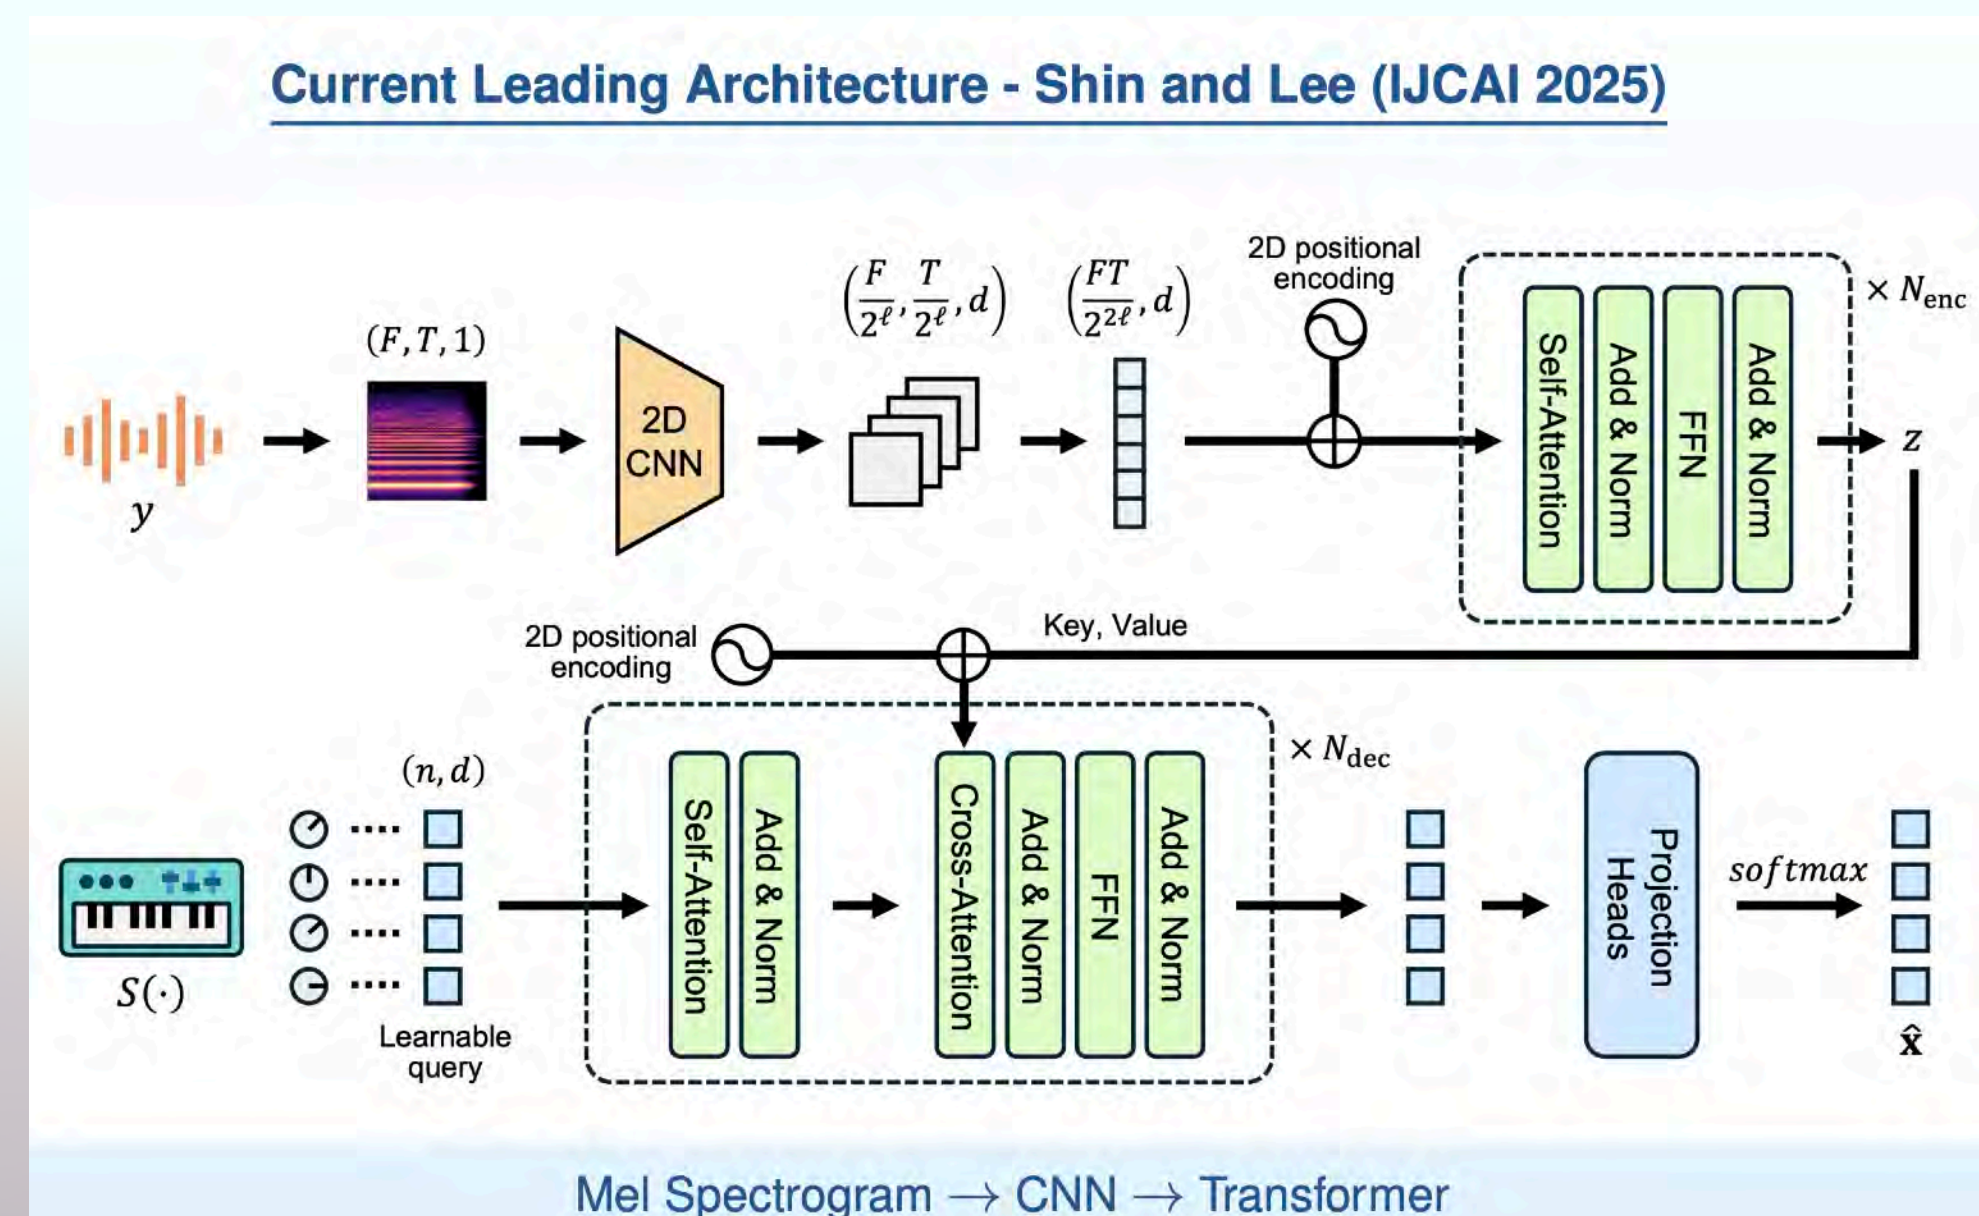 Current Leading Architecture - Shin and Lee (IJCAI 2025)
(F, T, 1)
y
2D
CNN
(F/2^ℓ, T/2^ℓ, d)
(FT/2^{2ℓ}, d)
2D positional
encoding
Self-Attention
Add & Norm
FFN
Add & Norm
× N_enc
z
2D positional
encoding
Key, Value
S(·)
(n, d)
Learnable
query
Self-Attention
Add & Norm
Cross-Attention
Add & Norm
FFN
Add & Norm
× N_dec
Projection
Heads
softmax
x̂
Mel Spectrogram → CNN → Transformer